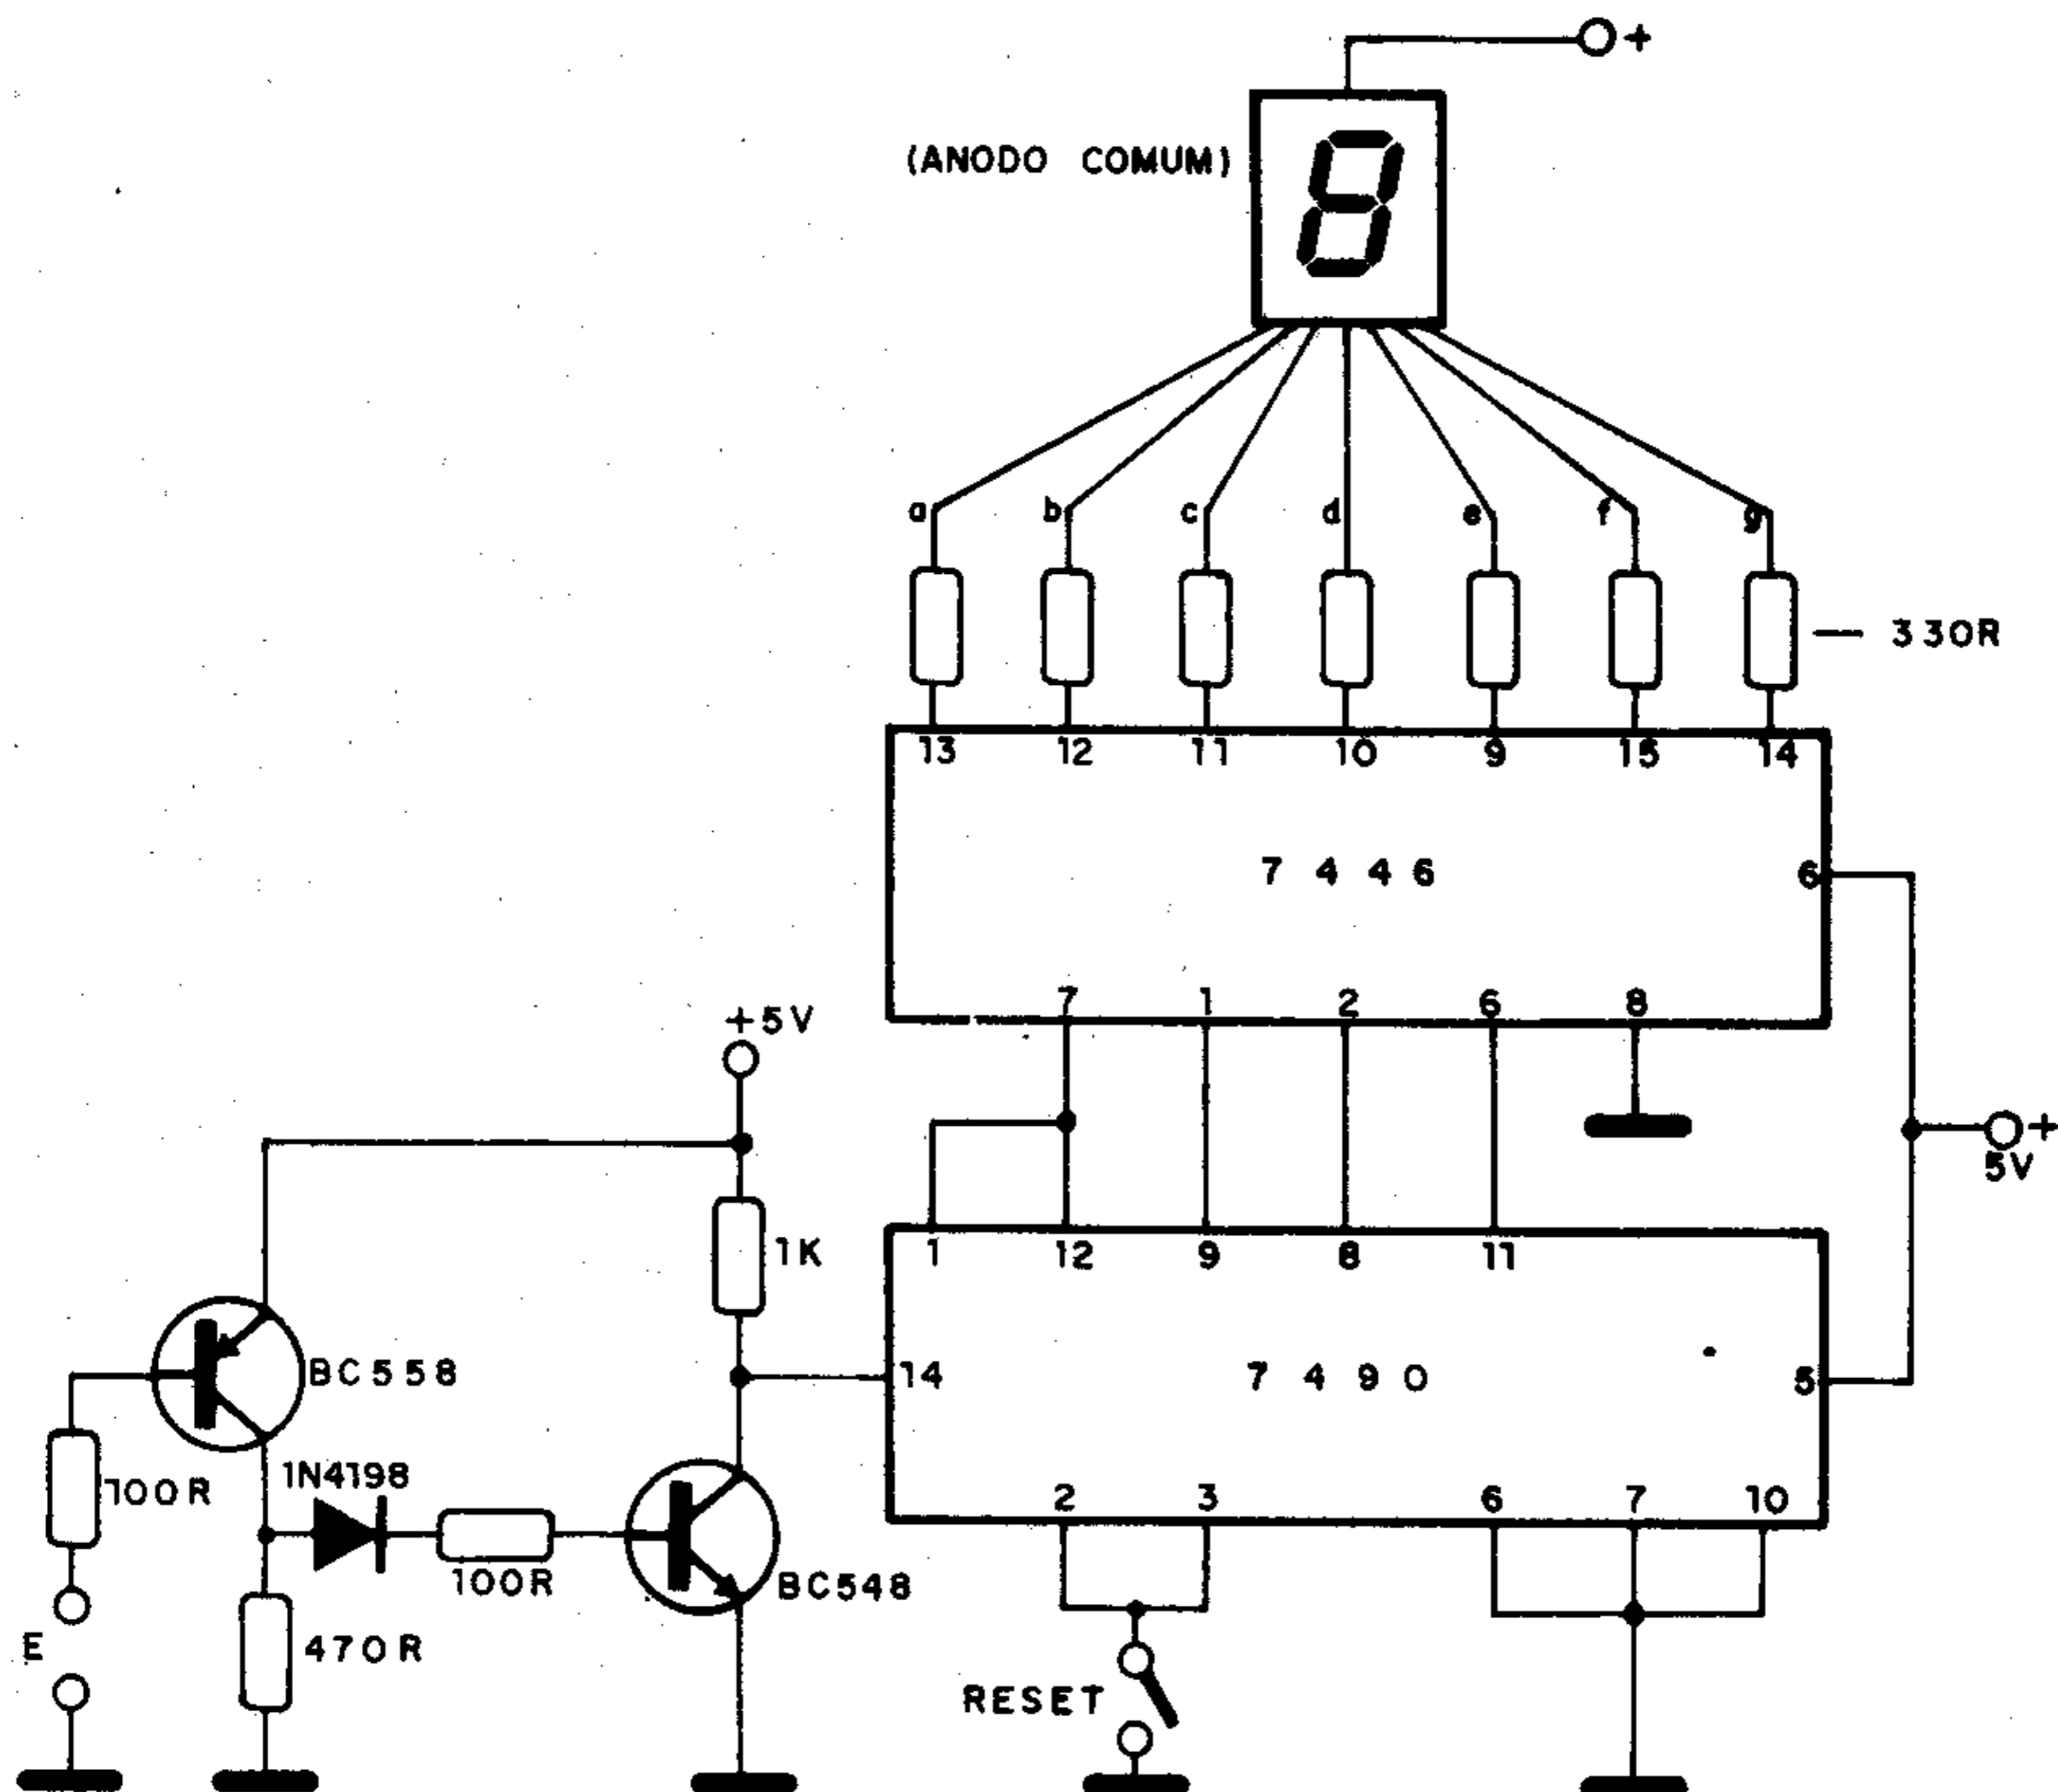 +
(ANODO COMUM)
a b c d e f g
330R
13 12 11 10 9 15 14
7446
6
7 1 2 6 8
+5V
+
5V
1K
1 12 9 8 11
BC558
14
7490
5
100R
1N4198
100R
BC548
2 3 6 7 10
E
470R
RESET